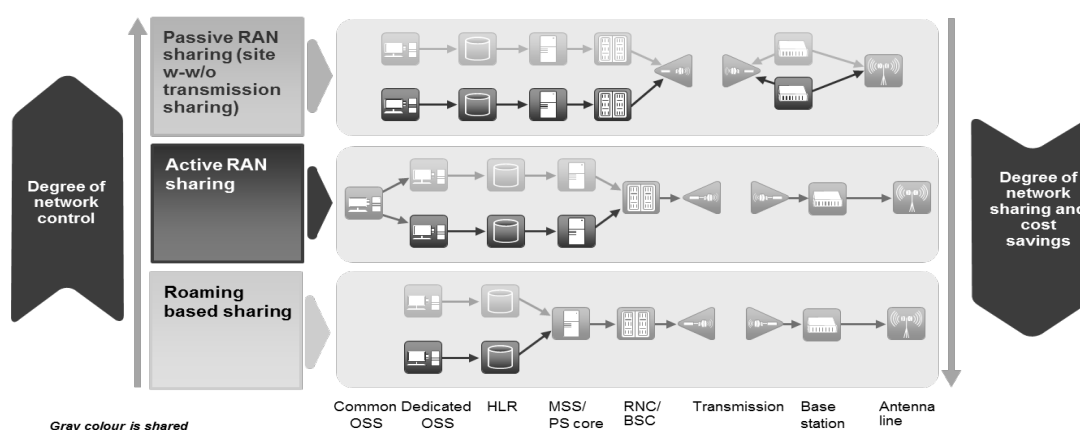 Passive RAN
sharing (site
w-w/o
transmission
sharing)
Active RAN
sharing
Roaming
based sharing
Degree of
network
control
Degree of
network
sharing and
cost
savings
Common
OSS
Dedicated
OSS
HLR
MSS/
PS core
RNC/
BSC
Transmission
Base
station
Antenna
line
Gray colour is shared